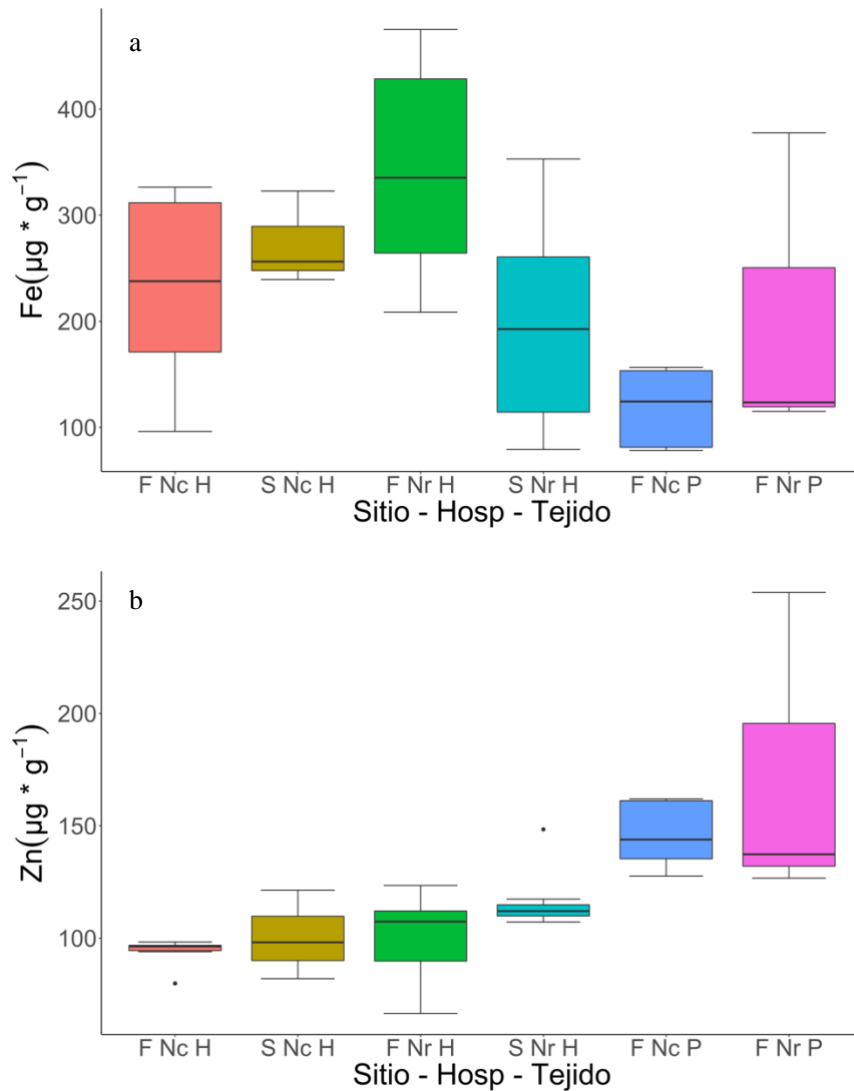 a
Fe(µg * g⁻¹)
400
300
200
100
F Nc H S Nc H F Nr H S Nr H F Nc P F Nr P
Sitio - Hosp - Tejido
b
Zn(µg * g⁻¹)
250
200
150
100
F Nc H S Nc H F Nr H S Nr H F Nc P F Nr P
Sitio - Hosp - Tejido